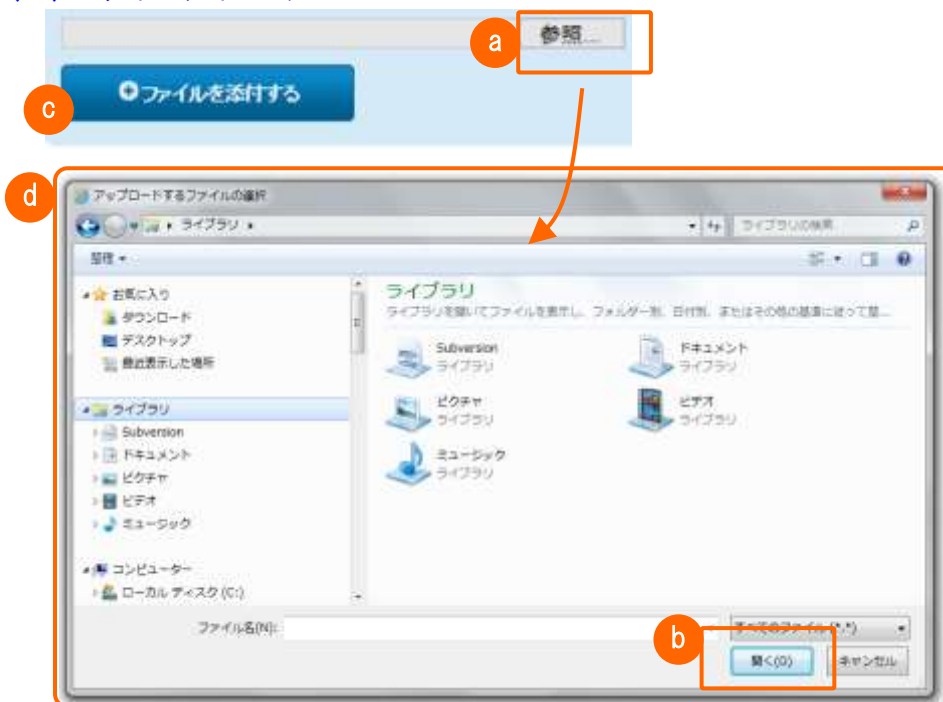 a
参照...
ファイルを添付する
c
d
アップロードするファイルの選択
ライブラリ
ライブラリの検索
整理
お気に入り
ダウンロード
デスクトップ
最近表示した場所
ライブラリ
Subversion
ドキュメント
ピクチャ
ビデオ
ミュージック
コンピューター
ローカル ディスク (C:)
ライブラリ
ライブラリを開いてファイルを表示し、フォルダー別、日付別、またはその他の基準に従って整...
Subversion
ライブラリ
ドキュメント
ライブラリ
ピクチャ
ライブラリ
ビデオ
ライブラリ
ミュージック
ライブラリ
ファイル名(N):
すべてのファイル (*.*)
b
開く(O)
キャンセル